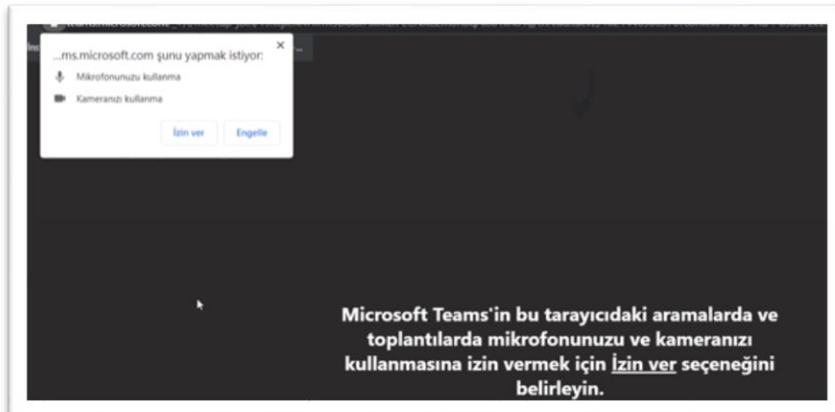 ...ms.microsoft.com şunu yapmak istiyor:
Mikrofonunuzu kullanma
Kameranızı kullanma
İzin ver Engelle
Microsoft Teams'in bu tarayıcıdaki aramalarda ve
toplantılarda mikrofonunuzu ve kameranızı
kullanmasına izin vermek için İzin ver seçeneğini
belirleyin.